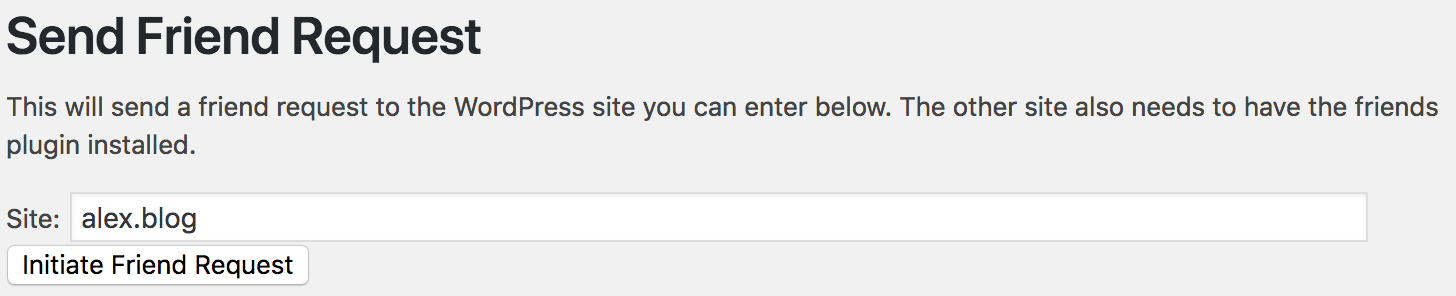 Send Friend Request
This will send a friend request to the WordPress site you can enter below. The other site also needs to have the friends
plugin installed.
Site: alex.blog
Initiate Friend Request